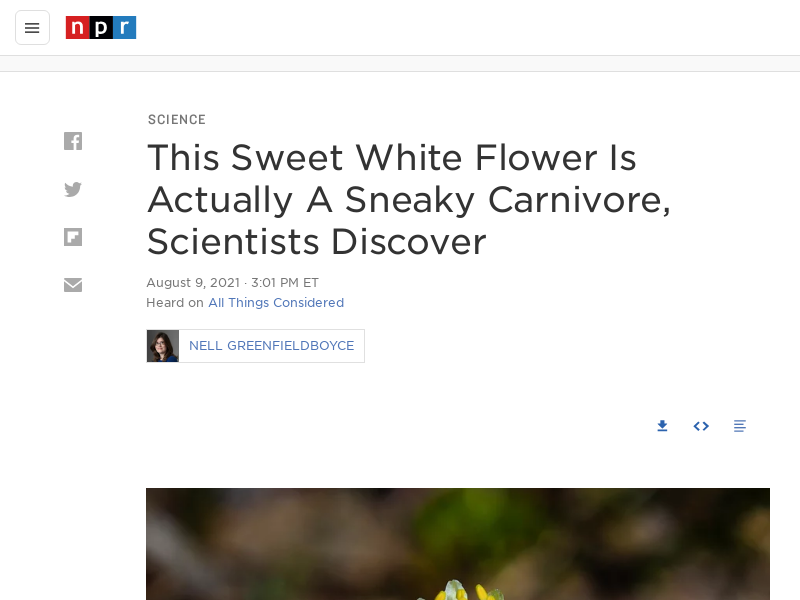 npr
SCIENCE
This Sweet White Flower Is
Actually A Sneaky Carnivore,
Scientists Discover
August 9, 2021 · 3:01 PM ET
Heard on All Things Considered
NELL GREENFIELDBOYCE